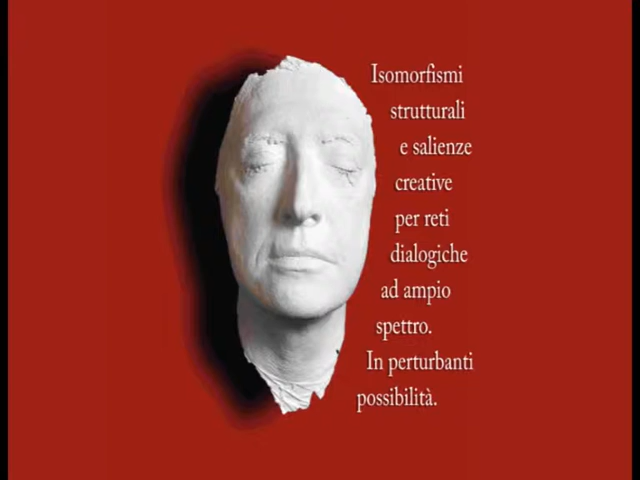 Isomorfismi
strutturali
e salienze
creative
per reti
dialogiche
ad ampio
spettro.
In perturbanti
possibilità.